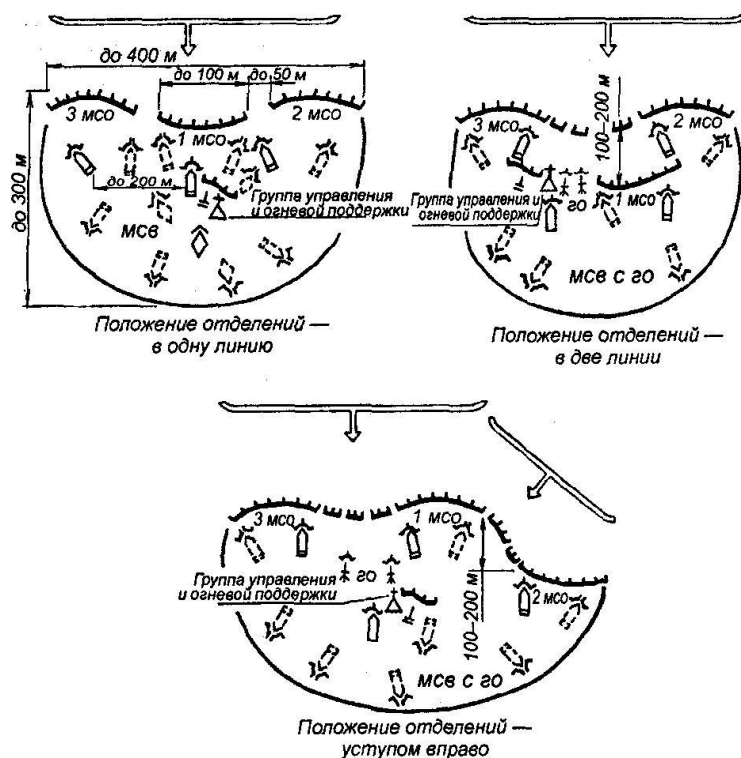 до 400 м
до 100 м
до 50 м
до 300 м
3 мсо
1 мсо
2 мсо
до 200 м
Группа управления
и огневой поддержки
мсв
Положение отделений —
в одну линию
100–200 м
3 мсо
2 мсо
Группа управления и
огневой поддержки
го
1 мсо
мсв с го
Положение отделений —
в две линии
3 мсо
1 мсо
го
Группа управления
и огневой поддержки
100–200 м
2 мсо
мсв с го
Положение отделений —
уступом вправо